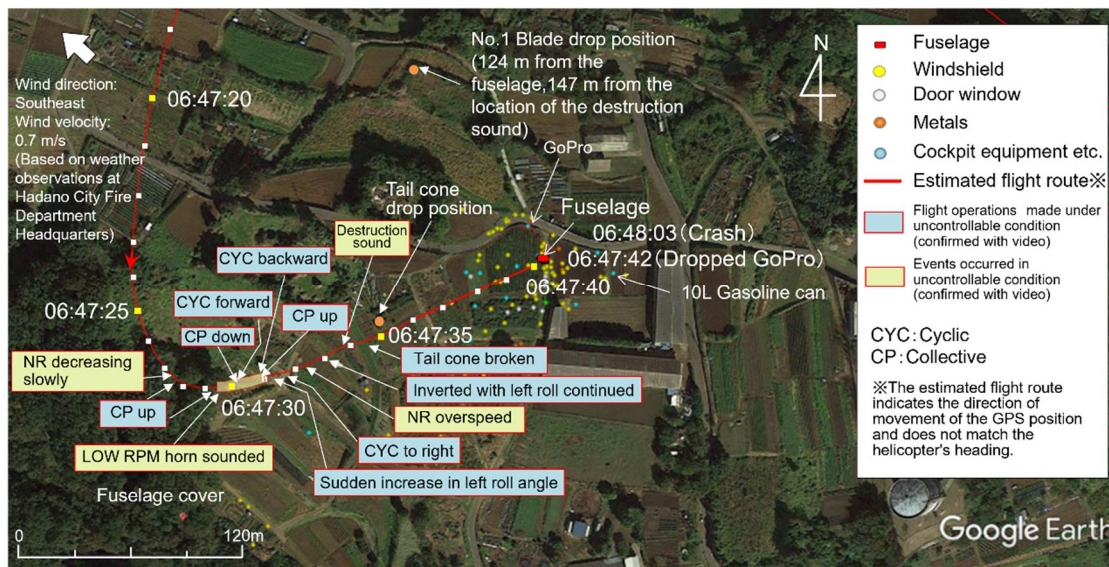 Wind direction:
Southeast
Wind velocity:
0.7 m/s
(Based on weather
observations at
Hadano City Fire
Department
Headquarters)
06:47:20
No.1 Blade drop position
(124 m from the
fuselage,147 m from the
location of the destruction
sound)
N
GoPro
Tail cone
drop position
Fuselage
06:48:03(Crash)
06:47:42(Dropped GoPro)
06:47:40
10L Gasoline can
Destruction
sound
CYC backward
CYC forward
CP up
CP down
06:47:25
06:47:35
NR decreasing
slowly
CP up
06:47:30
Tail cone broken
Inverted with left roll continued
NR overspeed
LOW RPM horn sounded
CYC to right
Sudden increase in left roll angle
Fuselage cover
0
120m
Fuselage
Windshield
Door window
Metals
Cockpit equipment etc.
Estimated flight route※
Flight operations made under
uncontrollable condition
(confirmed with video)
Events occurred in
uncontrollable condition
(confirmed with video)
CYC:Cyclic
CP:Collective
※The estimated flight route
indicates the direction of
movement of the GPS position
and does not match the
helicopter's heading.
Google Earth